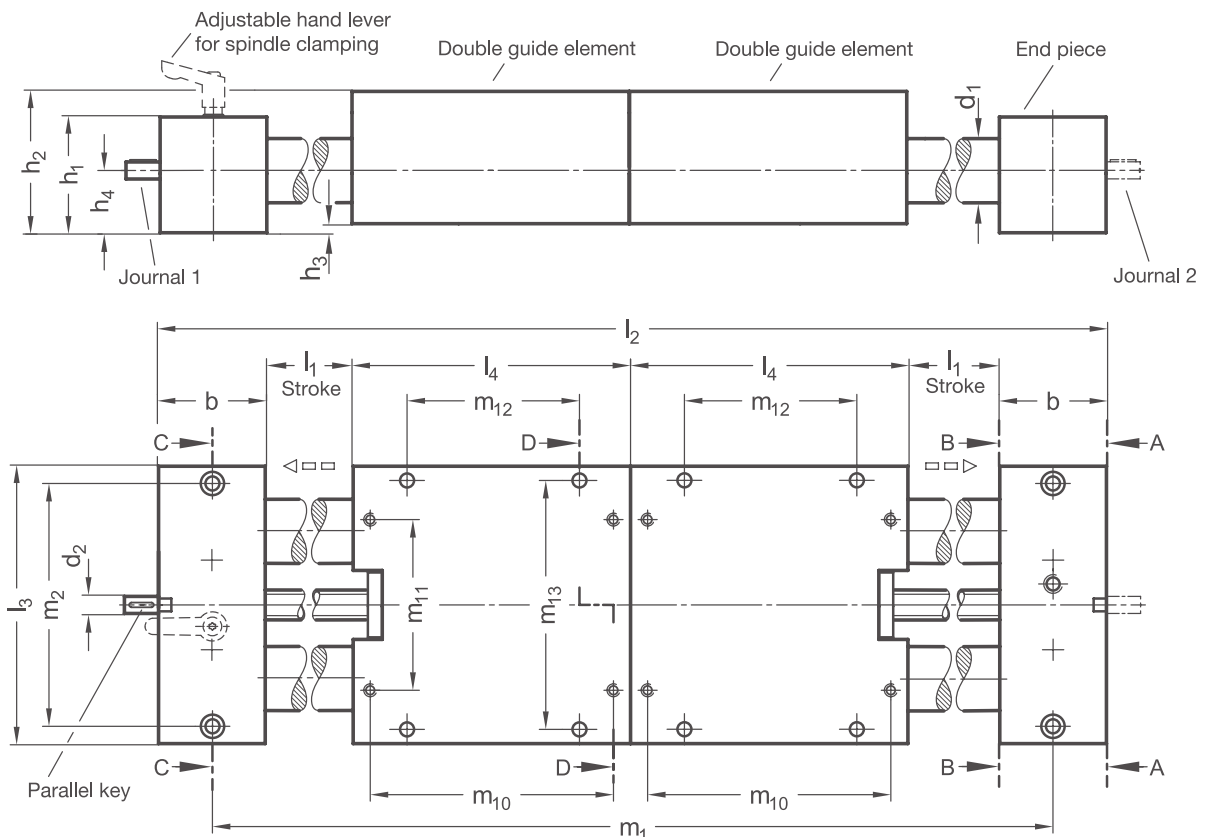 Adjustable hand lever
for spindle clamping
Double guide element
Double guide element
End piece
d1
h2
h1
h4
h3
Journal 1
Journal 2
l2
l1
l4
l4
l1
Stroke
Stroke
b
m12
m12
b
C
D
B
A
l3
m2
d2
m11
m13
C
D
B
A
Parallel key
m10
m10
m1